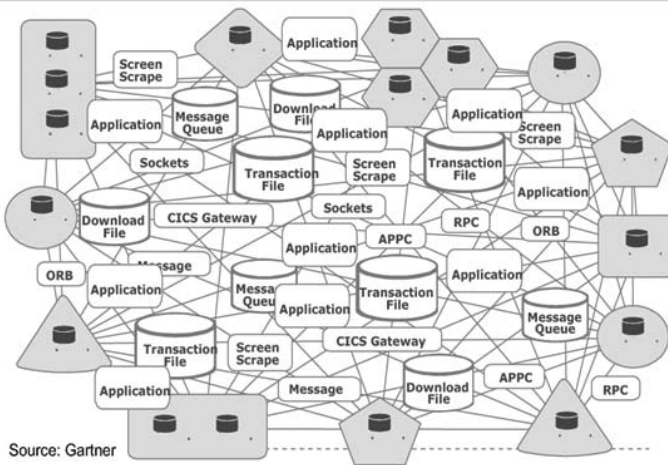 Application
Screen
Scrape
Application
Message
Queue
Download
File
Application
Application
Screen
Scrape
Sockets
Transaction
File
Screen
Scrape
Transaction
File
Application
Download
File
CICS Gateway
Sockets
RPC
ORB
APPC
Application
ORB
Message
Application
Message
Queue
Application
Transaction
File
Application
Message
Queue
Transaction
File
Screen
Scrape
CICS Gateway
Application
Message
Download
File
APPC
RPC
Source: Gartner